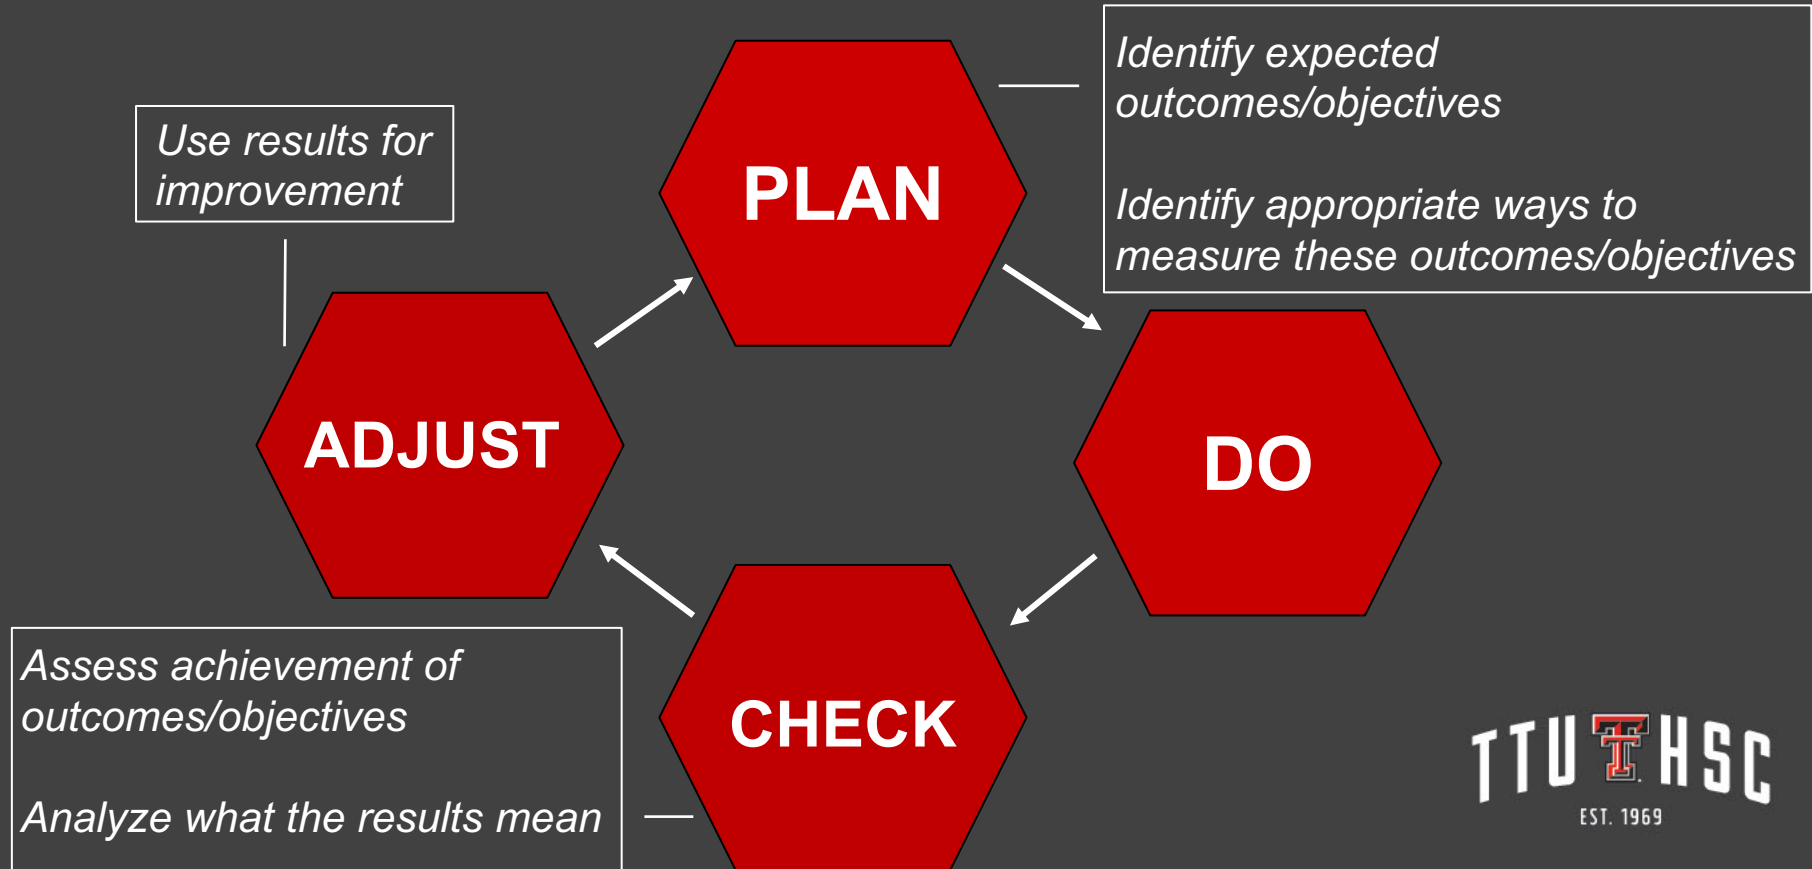 Identify expected
outcomes/objectives
Identify appropriate ways to
measure these outcomes/objectives
Use results for
improvement
PLAN
ADJUST
DO
CHECK
Assess achievement of
outcomes/objectives
Analyze what the results mean
TTU HSC
EST. 1969